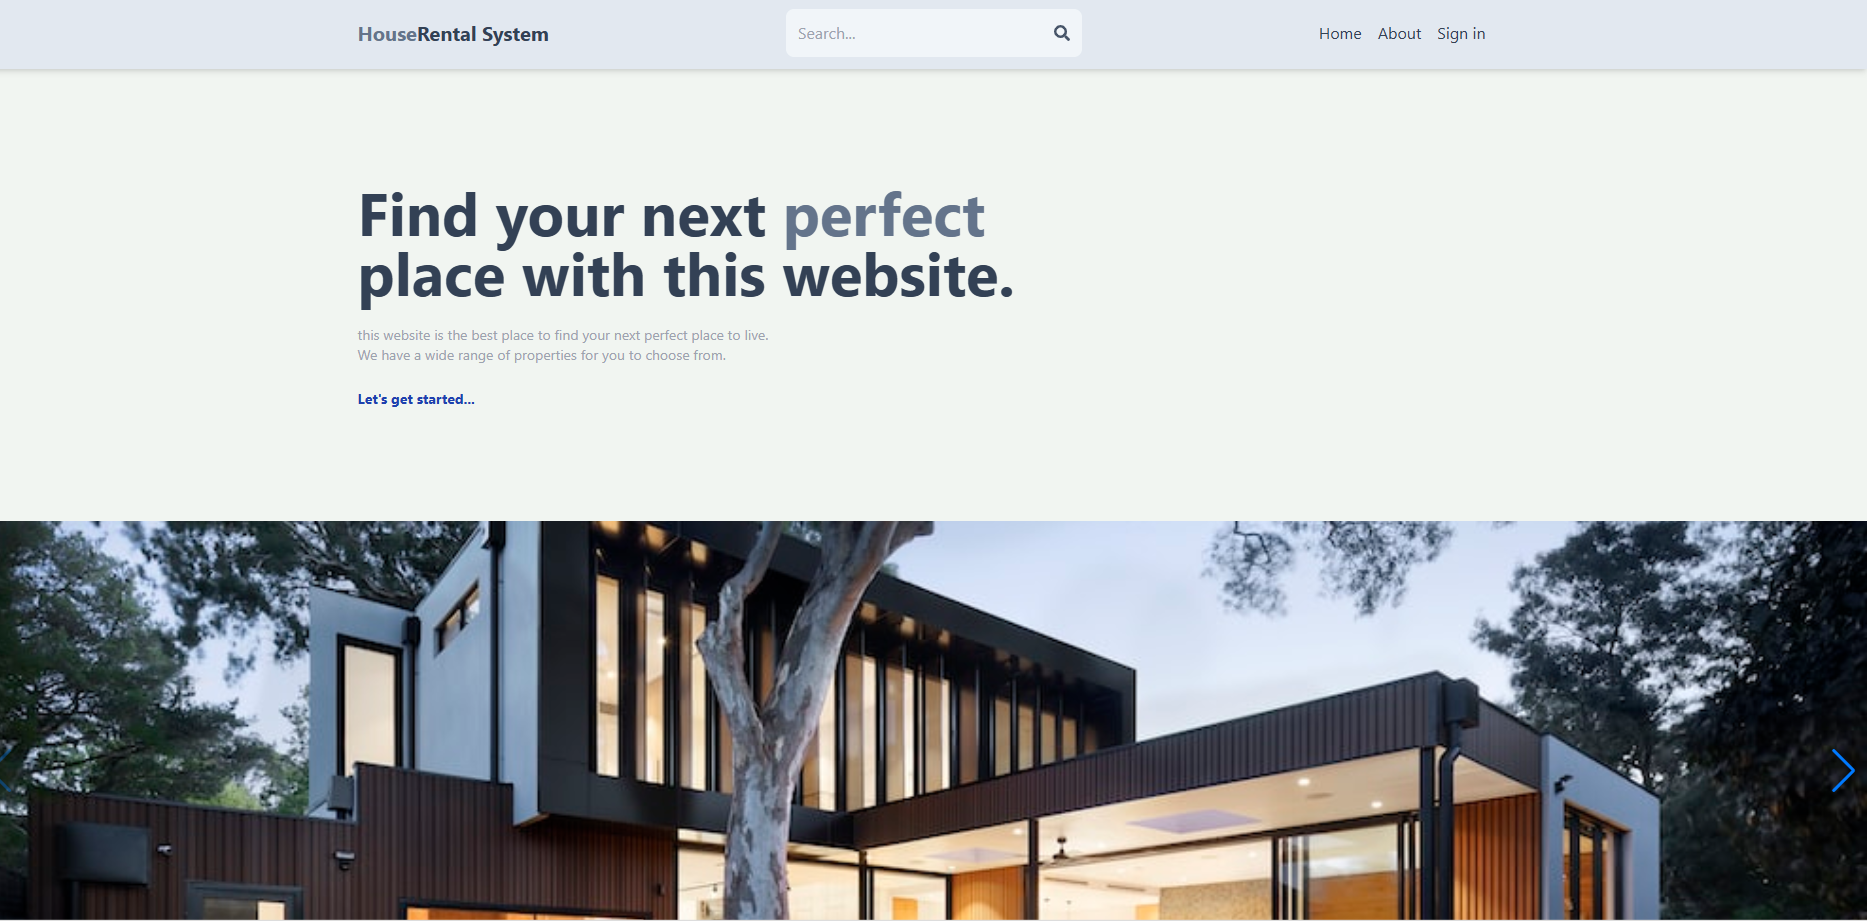 HouseRental System
Search...
Home About Sign in
Find your next perfect
place with this website.
this website is the best place to find your next perfect place to live.
We have a wide range of properties for you to choose from.
Let's get started...